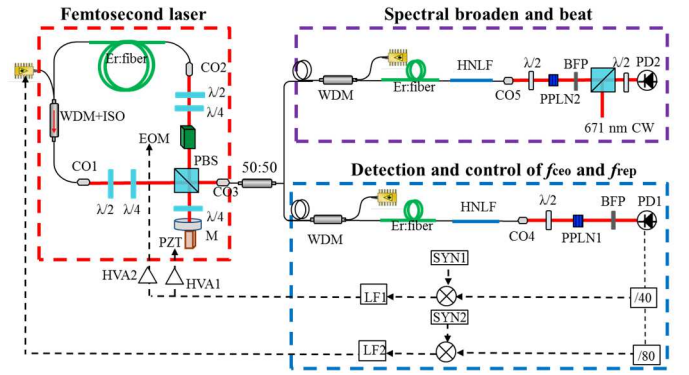 Femtosecond laser
Spectral broaden and beat
Er:fiber
CO2
WDM+ISO
λ/2
λ/4
EOM
PBS
CO1
CO3
50:50
λ/2 λ/4
λ/4
M
PZT
HVA2
HVA1
WDM
Er:fiber
HNLF
CO5
λ/2
PPLN2
BFP
λ/2
PD2
671 nm CW
Detection and control of fceo and frep
WDM
Er:fiber
HNLF
CO4
λ/2
PPLN1
BFP
PD1
SYN1
LF1
/40
SYN2
LF2
/80